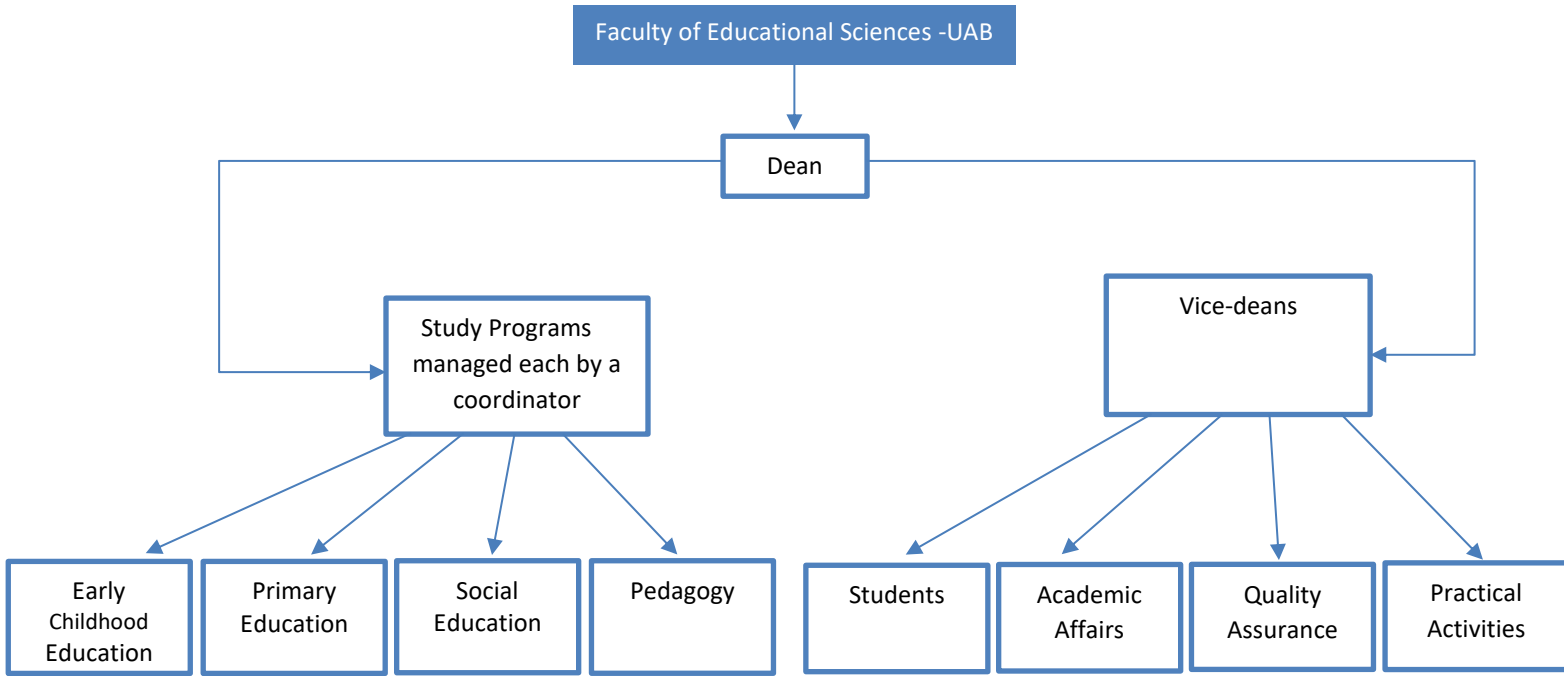 Faculty of Educational Sciences -UAB
Dean
Study Programs
managed each by a
coordinator
Vice-deans
Early
Childhood
Education
Primary
Education
Social
Education
Pedagogy
Students
Academic
Affairs
Quality
Assurance
Practical
Activities